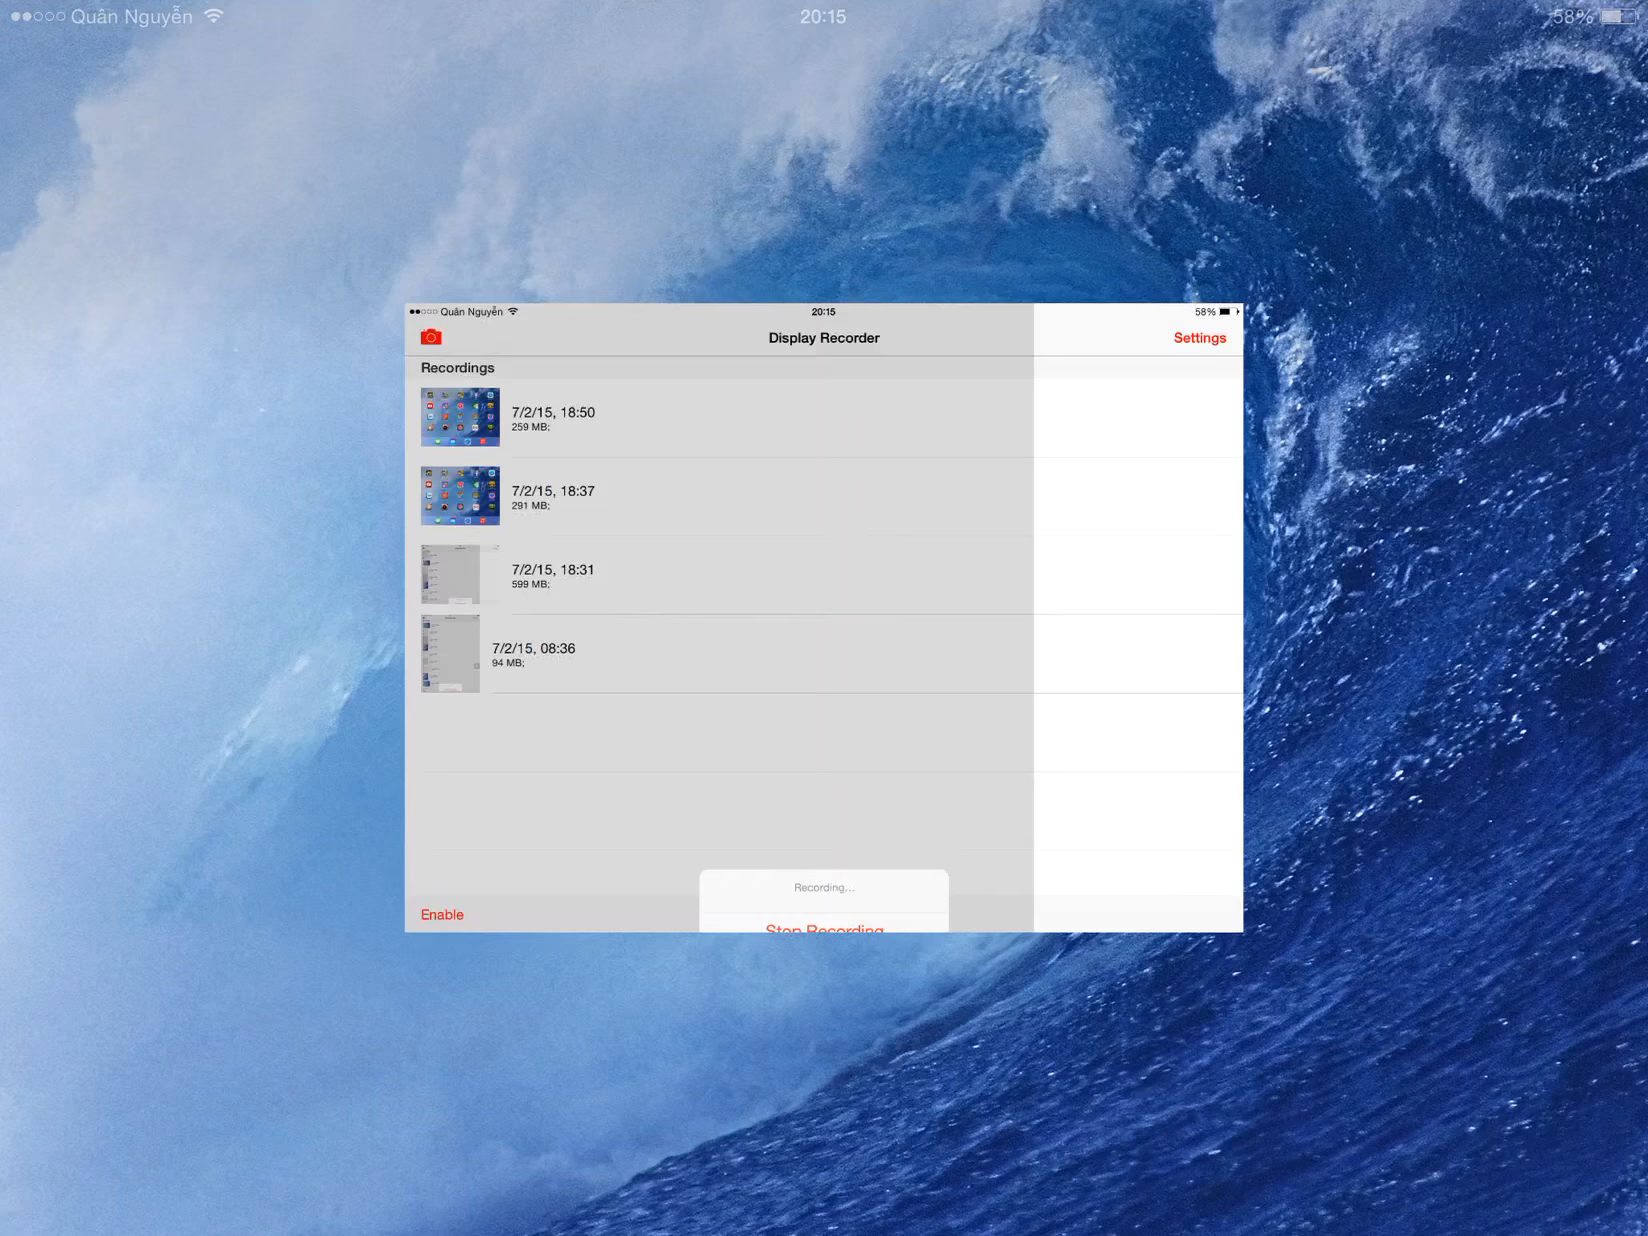 Quân Nguyễn
20:15
58%
Quân Nguyễn
20:15
58%
Display Recorder
Settings
Recordings
7/2/15, 18:50
259 MB;
7/2/15, 18:37
291 MB;
7/2/15, 18:31
599 MB;
7/2/15, 08:36
94 MB;
Recording...
Enable
Stop Recording